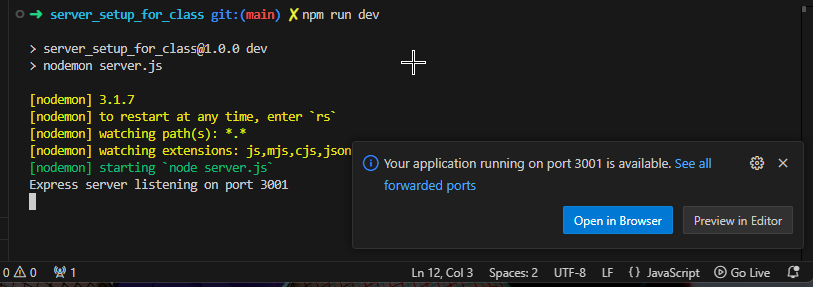 ➜ server_setup_for_class git:(main) ✗ npm run dev
> server_setup_for_class@1.0.0 dev
> nodemon server.js
[nodemon] 3.1.7
[nodemon] to restart at any time, enter `rs`
[nodemon] watching path(s): *.*
[nodemon] watching extensions: js,mjs,cjs,json
[nodemon] starting `node server.js`
Express server listening on port 3001
Your application running on port 3001 is available. See all
forwarded ports
Open in Browser
Preview in Editor
0 0 1 Ln 12, Col 3 Spaces: 2 UTF-8 LF {} JavaScript Go Live